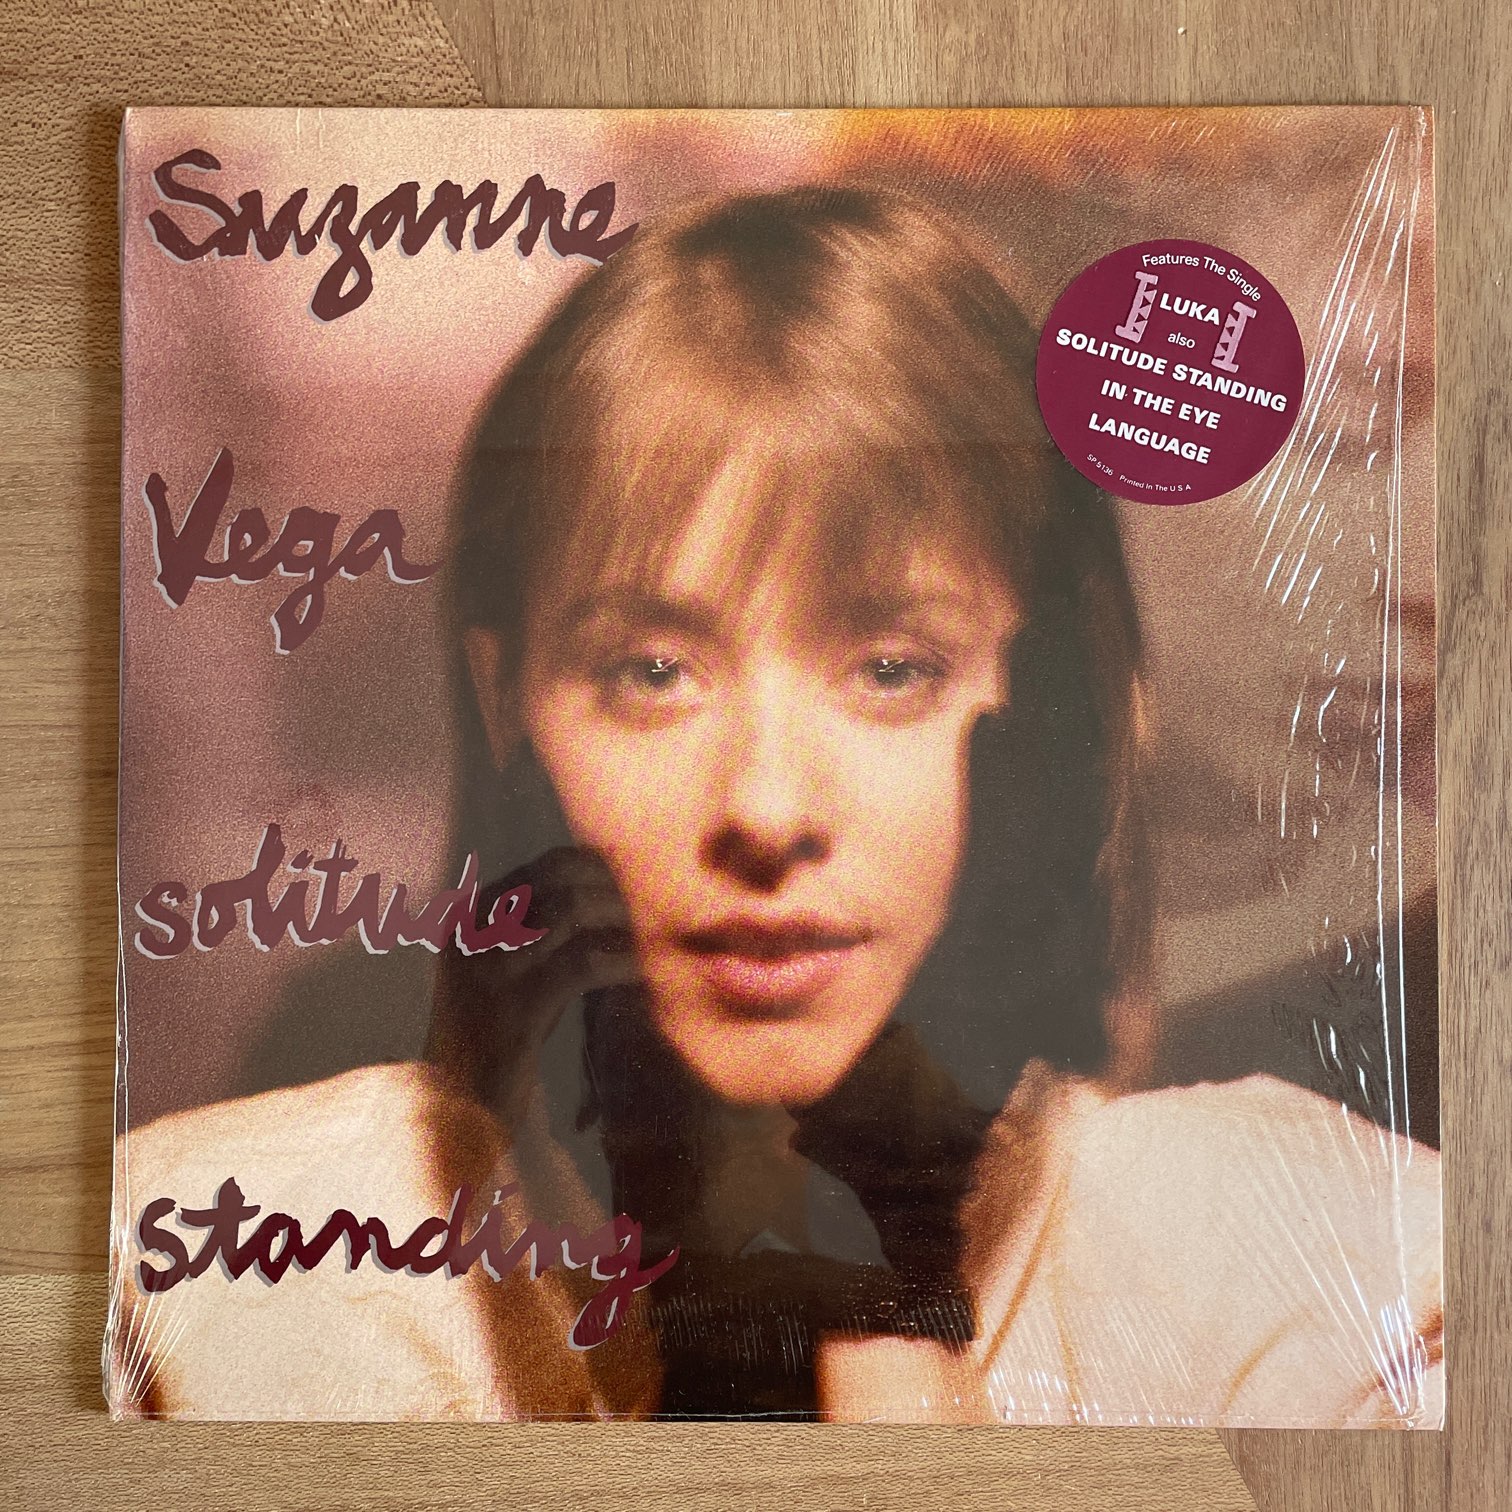 Suzanne
Vega
solitude
standing
Features The Single
LUKA
also
SOLITUDE STANDING
IN THE EYE
LANGUAGE
SP 5136 Printed In The U S A